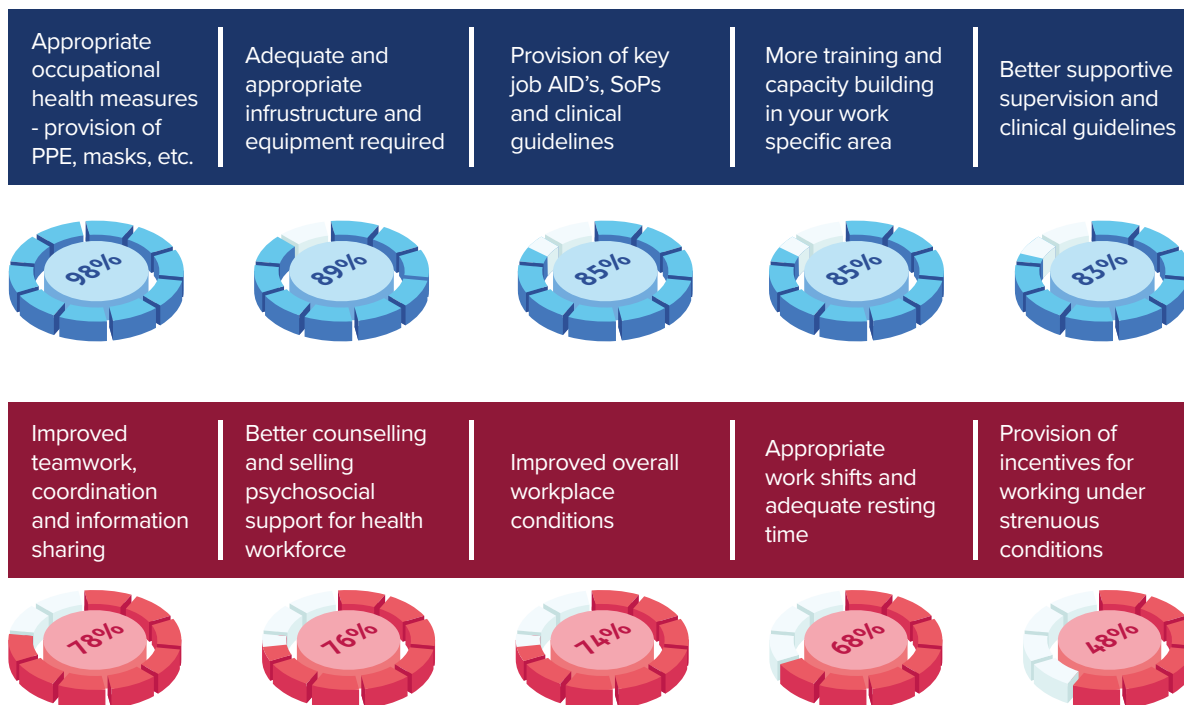 Appropriate
occupational
health measures
- provision of
PPE, masks, etc.
Adequate and
appropriate
infrustructure and
equipment required
Provision of key
job AID's, SoPs
and clinical
guidelines
More training and
capacity building
in your work
specific area
Better supportive
supervision and
clinical guidelines
98%
89%
85%
85%
83%
Improved
teamwork,
coordination
and information
sharing
Better counselling
and selling
psychosocial
support for health
workforce
Improved overall
workplace
conditions
Appropriate
work shifts and
adequate resting
time
Provision of
incentives for
working under
strenuous
conditions
78%
76%
74%
68%
48%